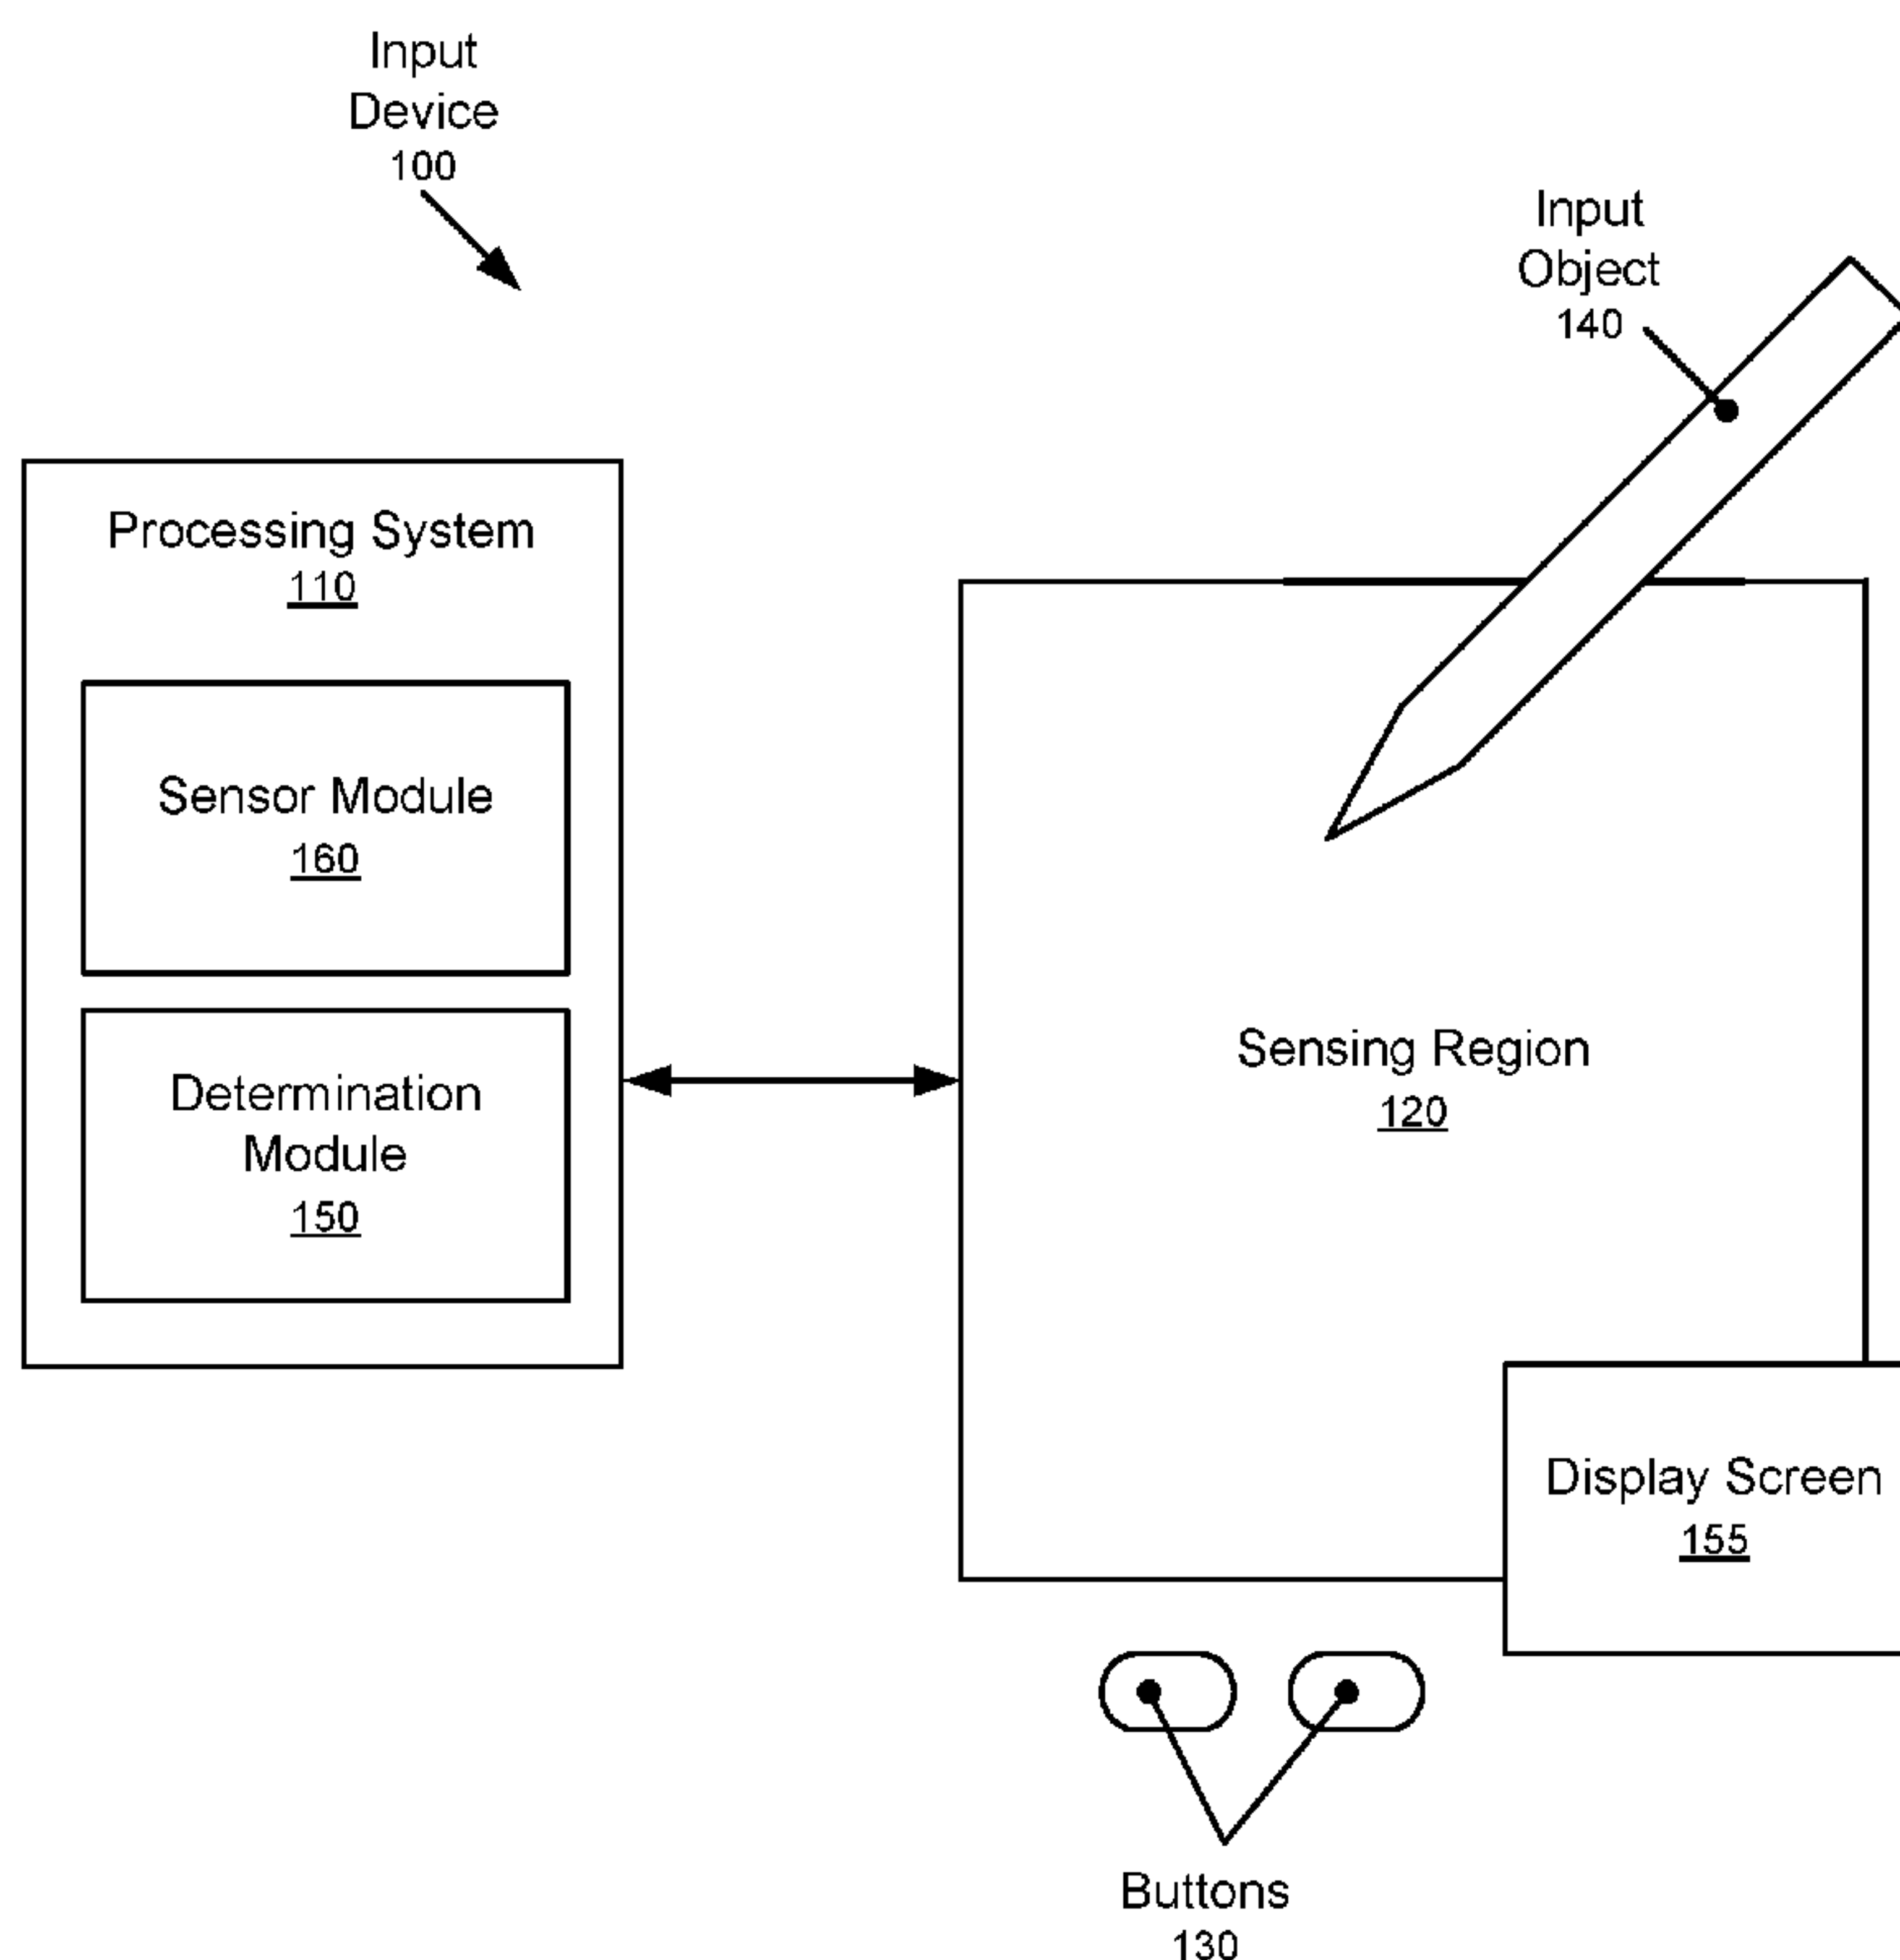 Input
Device
100
Input
Object
140
Processing System
110
Sensor Module
160
Determination
Module
150
Sensing Region
120
Display Screen
155
Buttons
130